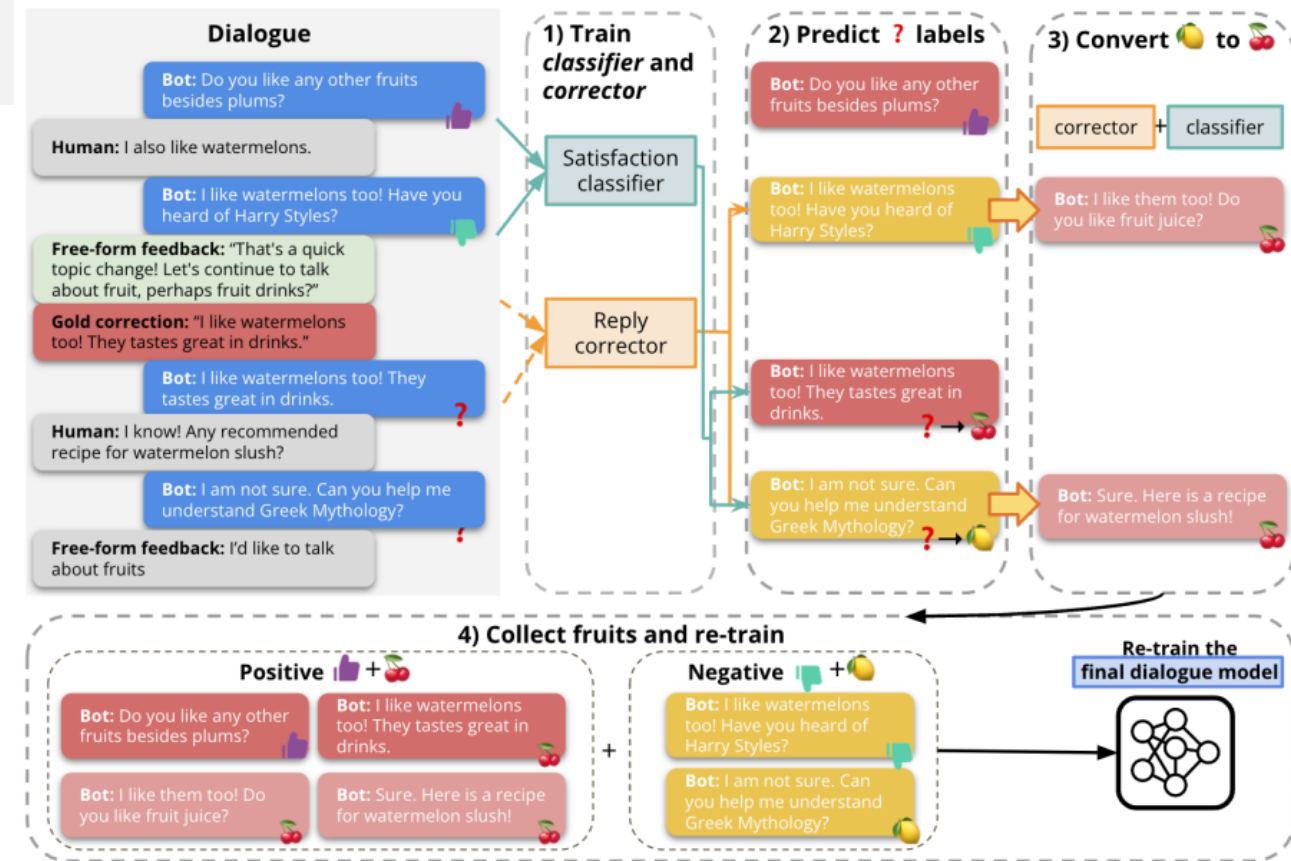 Dialogue
Bot: Do you like any other fruits
besides plums?
Human: I also like watermelons.
Bot: I like watermelons too! Have you
heard of Harry Styles?
Free-form feedback: “That's a quick
topic change! Let's continue to talk
about fruit, perhaps fruit drinks?”
Gold correction: “I like watermelons
too! They tastes great in drinks.”
Bot: I like watermelons too! They
tastes great in drinks.
?
Human: I know! Any recommended
recipe for watermelon slush?
Bot: I am not sure. Can you help me
understand Greek Mythology?
?
Free-form feedback: I'd like to talk
about fruits
1) Train
classifier and
corrector
Satisfaction
classifier
Reply
corrector
2) Predict ? labels
Bot: Do you like any other
fruits besides plums?
Bot: I like watermelons
too! Have you heard of
Harry Styles?
Bot: I like watermelons
too! They tastes great in
drinks.
? →
Bot: I am not sure. Can
you help me understand
Greek Mythology?
? →
3) Convert 🍋 to 🍒
corrector + classifier
Bot: I like them too! Do
you like fruit juice?
Bot: Sure. Here is a recipe
for watermelon slush!
4) Collect fruits and re-train
Positive 👍+🍒
Bot: Do you like any other
fruits besides plums?
Bot: I like watermelons
too! They tastes great in
drinks.
Bot: I like them too! Do
you like fruit juice?
Bot: Sure. Here is a recipe
for watermelon slush!
+
Negative 👎+🍋
Bot: I like watermelons
too! Have you heard of
Harry Styles?
Bot: I am not sure. Can
you help me understand
Greek Mythology?
Re-train the
final dialogue model